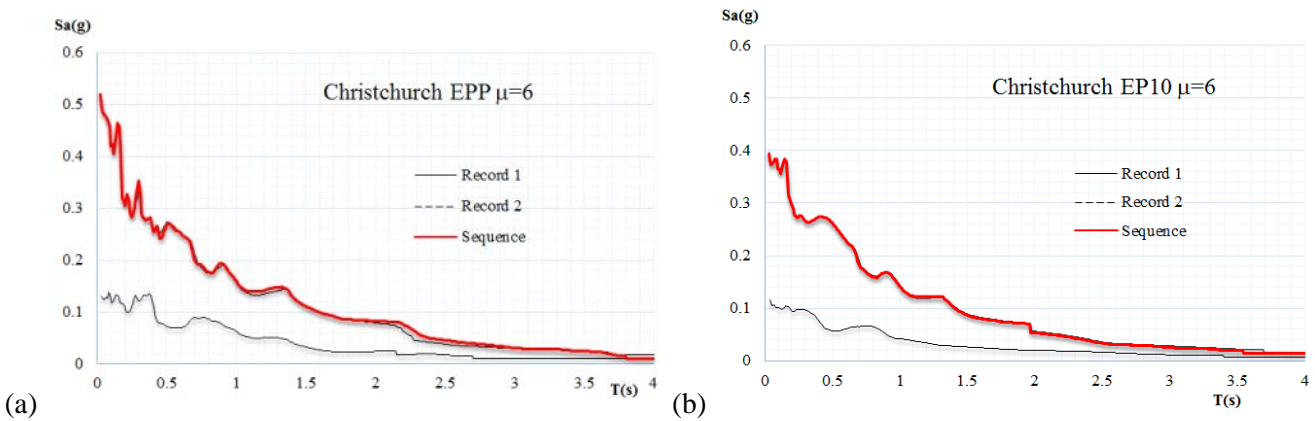 Sa(g)
0.6
0.5
0.4
0.3
0.2
0.1
0
Christchurch EPP μ=6
Record 1
Record 2
Sequence
0 0.5 1 1.5 2 2.5 3 3.5 4
T(s)
(a)
Sa(g)
0.6
0.5
0.4
0.3
0.2
0.1
0
Christchurch EP10 μ=6
Record 1
Record 2
Sequence
0 0.5 1 1.5 2 2.5 3 3.5 4
T(s)
(b)